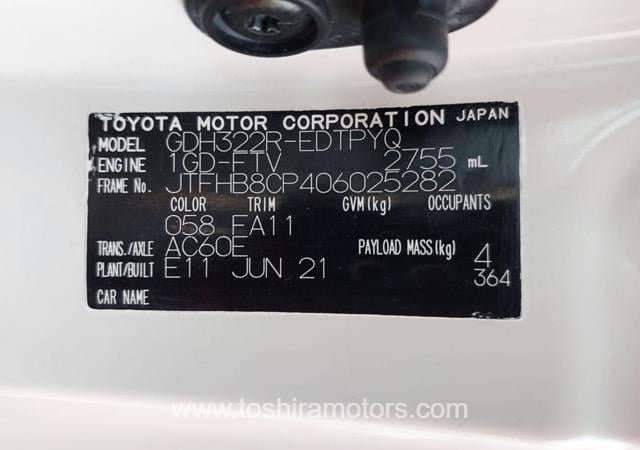 TOYOTA MOTOR CORPORATION JAPAN
MODEL GDH322R-EDTPYQ
ENGINE 1GD-FTV 2755 mL
FRAME No. JTFHB8CP406025282
COLOR TRIM GVM(kg) OCCUPANTS
058 EA11
TRANS./AXLE AC60E PAYLOAD MASS(kg) 4
PLANT/BUILT E11 JUN 21 364
CAR NAME
www.toshiramotors.com